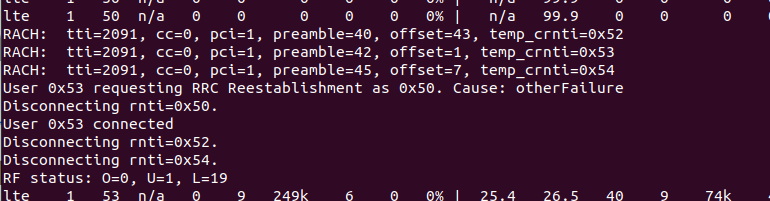 lte 1 50 n/a 0 0 0 0 0 0% | n/a 99.9 0 0 0
RACH: tti=2091, cc=0, pci=1, preamble=40, offset=43, temp_crnti=0x52
RACH: tti=2091, cc=0, pci=1, preamble=42, offset=1, temp_crnti=0x53
RACH: tti=2091, cc=0, pci=1, preamble=45, offset=7, temp_crnti=0x54
User 0x53 requesting RRC Reestablishment as 0x50. Cause: otherFailure
Disconnecting rnti=0x50.
User 0x53 connected
Disconnecting rnti=0x52.
Disconnecting rnti=0x54.
RF status: O=0, U=1, L=19
lte 1 53 n/a 0 9 249k 6 0 0% | 25.4 26.5 40 9 74k